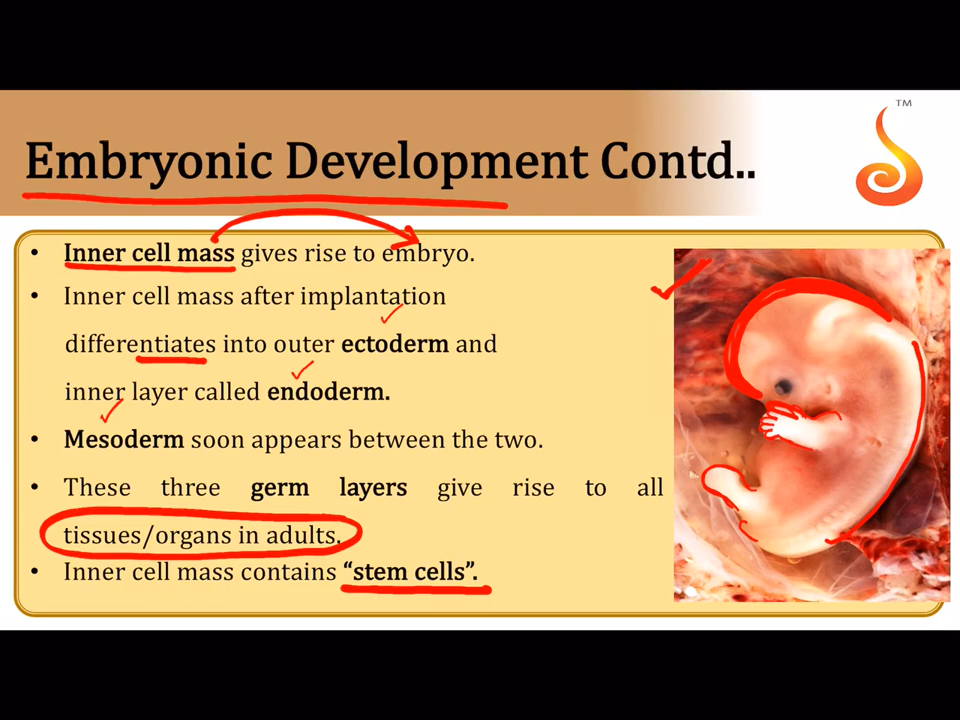 TM
Embryonic Development Contd..
• Inner cell mass gives rise to embryo.
• Inner cell mass after implantation
differentiates into outer ectoderm and
inner layer called endoderm.
• Mesoderm soon appears between the two.
• These three germ layers give rise to all
tissues/organs in adults.
• Inner cell mass contains “stem cells”.